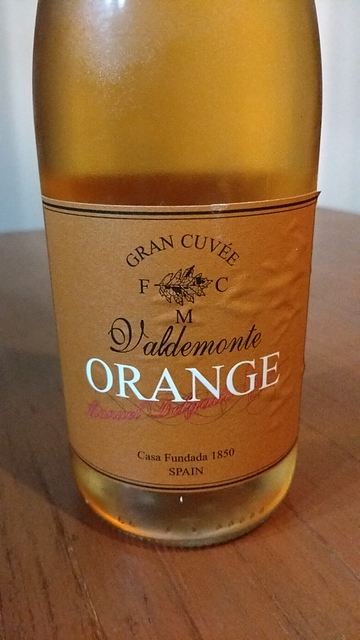 GRAN CUVÉE
F C
M
Valdemonte
ORANGE
Casa Fundada 1850
SPAIN